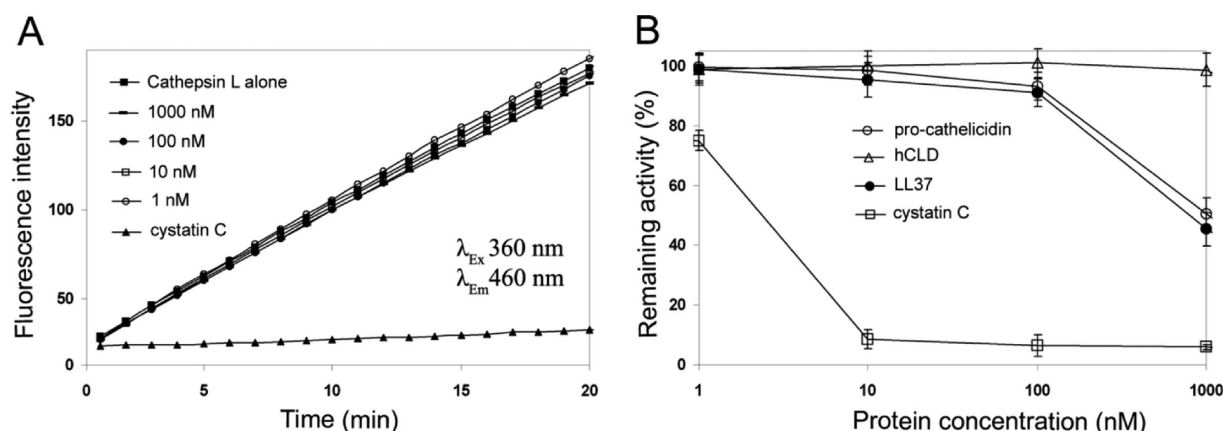 A
Fluorescence intensity
150
100
50
0
Cathepsin L alone
1000 nM
100 nM
10 nM
1 nM
cystatin C
λEx 360 nm
λEm 460 nm
0 5 10 15 20
Time (min)
B
Remaining activity (%)
100
80
60
40
20
0
pro-cathelicidin
hCLD
LL37
cystatin C
1 10 100 1000
Protein concentration (nM)